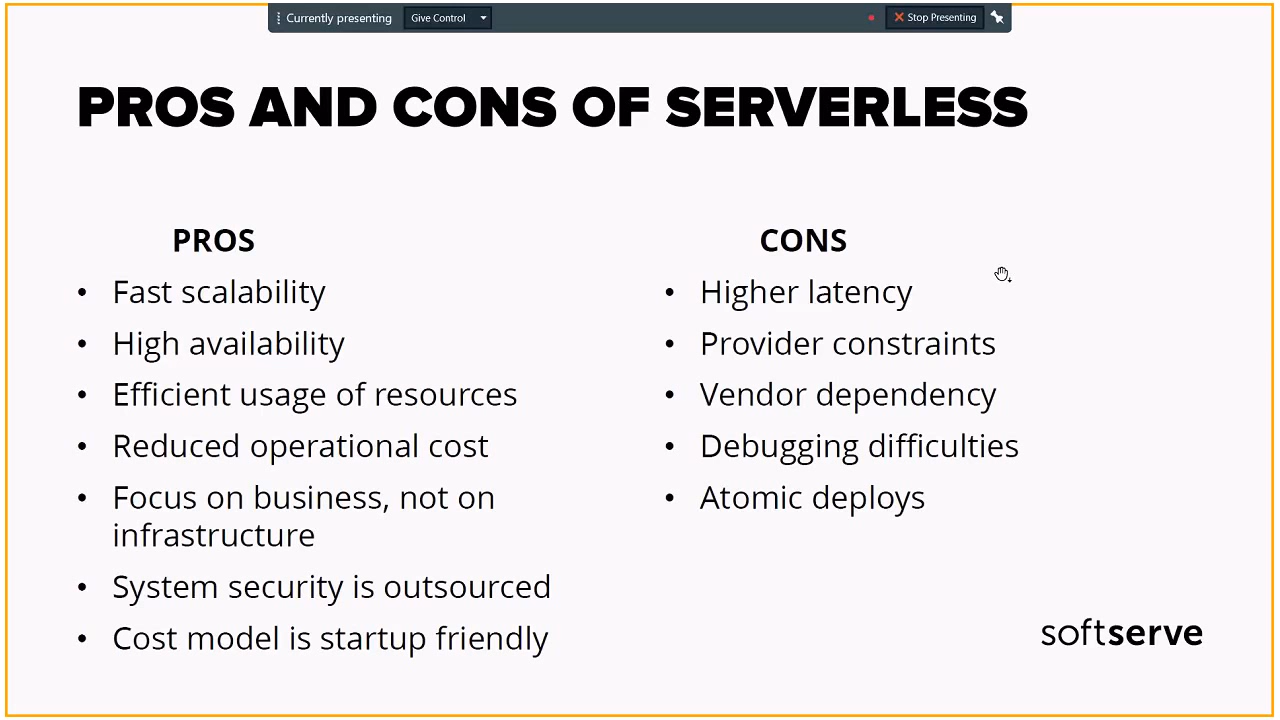 Currently presenting
Give Control
Stop Presenting
PROS AND CONS OF SERVERLESS
PROS
• Fast scalability
• High availability
• Efficient usage of resources
• Reduced operational cost
• Focus on business, not on
infrastructure
• System security is outsourced
• Cost model is startup friendly
CONS
• Higher latency
• Provider constraints
• Vendor dependency
• Debugging difficulties
• Atomic deploys
softserve